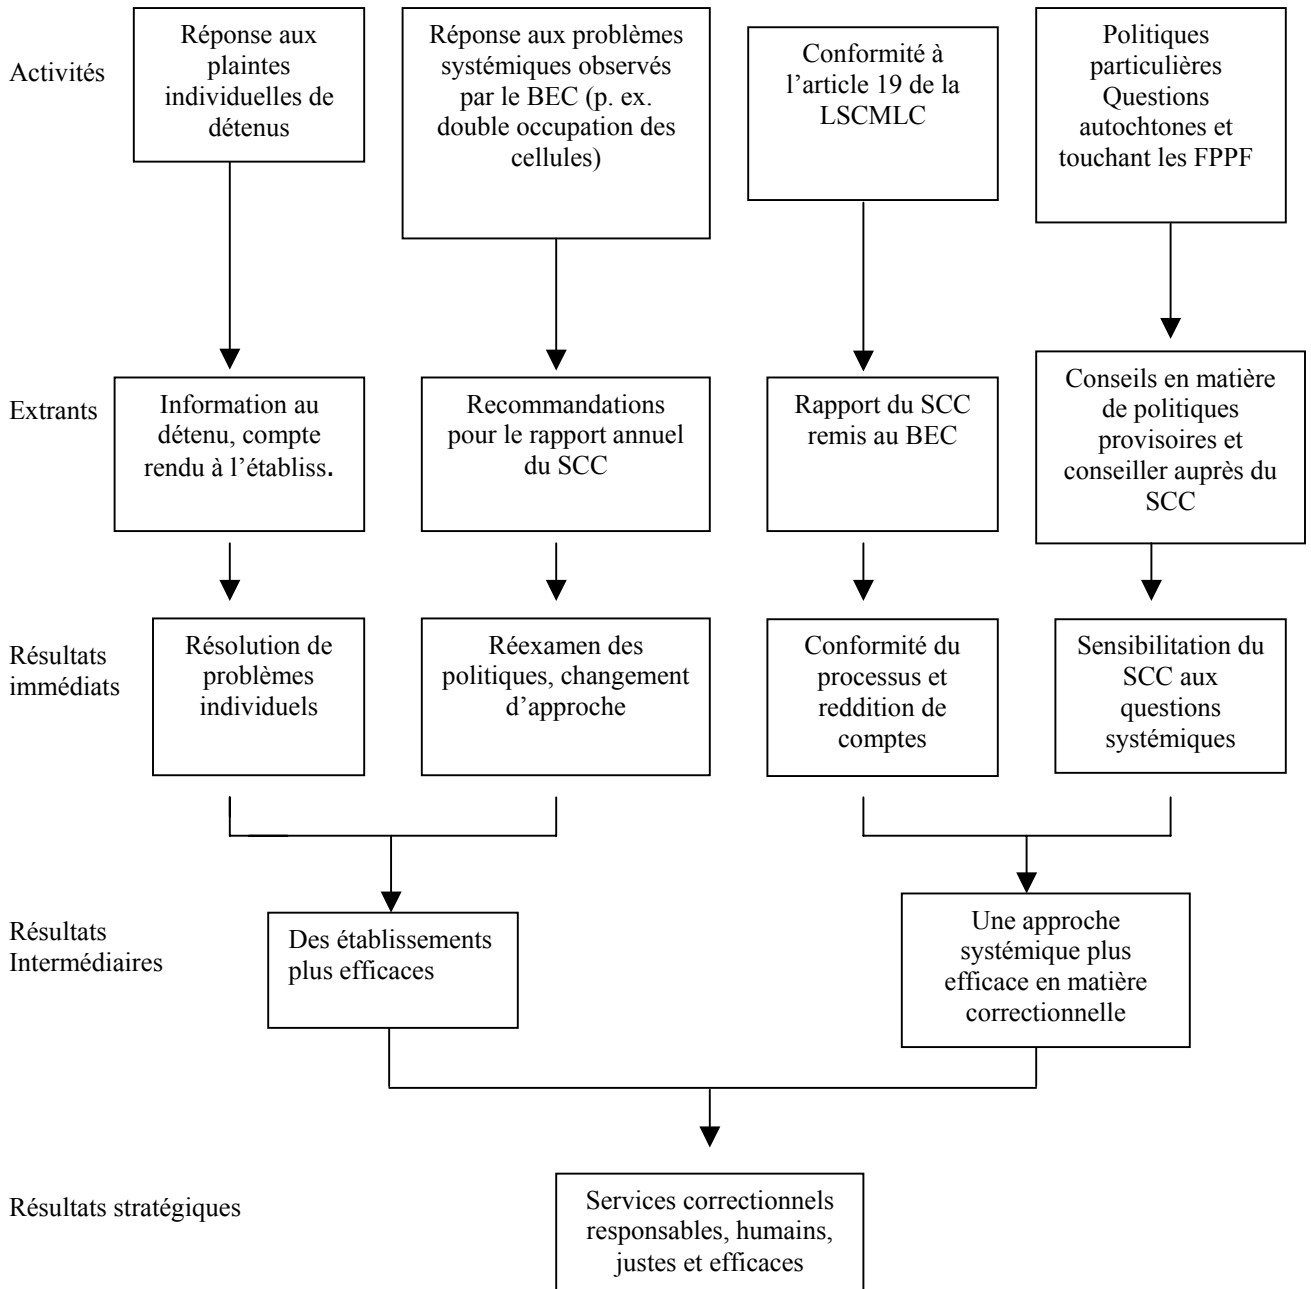 Activités
Réponse aux
plaintes
individuelles de
détenus
Réponse aux problèmes
systémiques observés
par le BEC (p. ex.
double occupation des
cellules)
Conformité à
l’article 19 de la
LSCMLC
Politiques
particulières
Questions
autochtones et
touchant les FPPF
Extrants
Information au
détenu, compte
rendu à l’établiss.
Recommandations
pour le rapport annuel
du SCC
Rapport du SCC
remis au BEC
Conseils en matière
de politiques
provisoires et
conseiller auprès du
SCC
Résultats
immédiats
Résolution de
problèmes
individuels
Réexamen des
politiques, changement
d’approche
Conformité du
processus et
reddition de
comptes
Sensibilitation du
SCC aux
questions
systémiques
Résultats
Intermédiaires
Des établissements
plus efficaces
Une approche
systémique plus
efficace en matière
correctionnelle
Résultats stratégiques
Services correctionnels
responsables, humains,
justes et efficaces